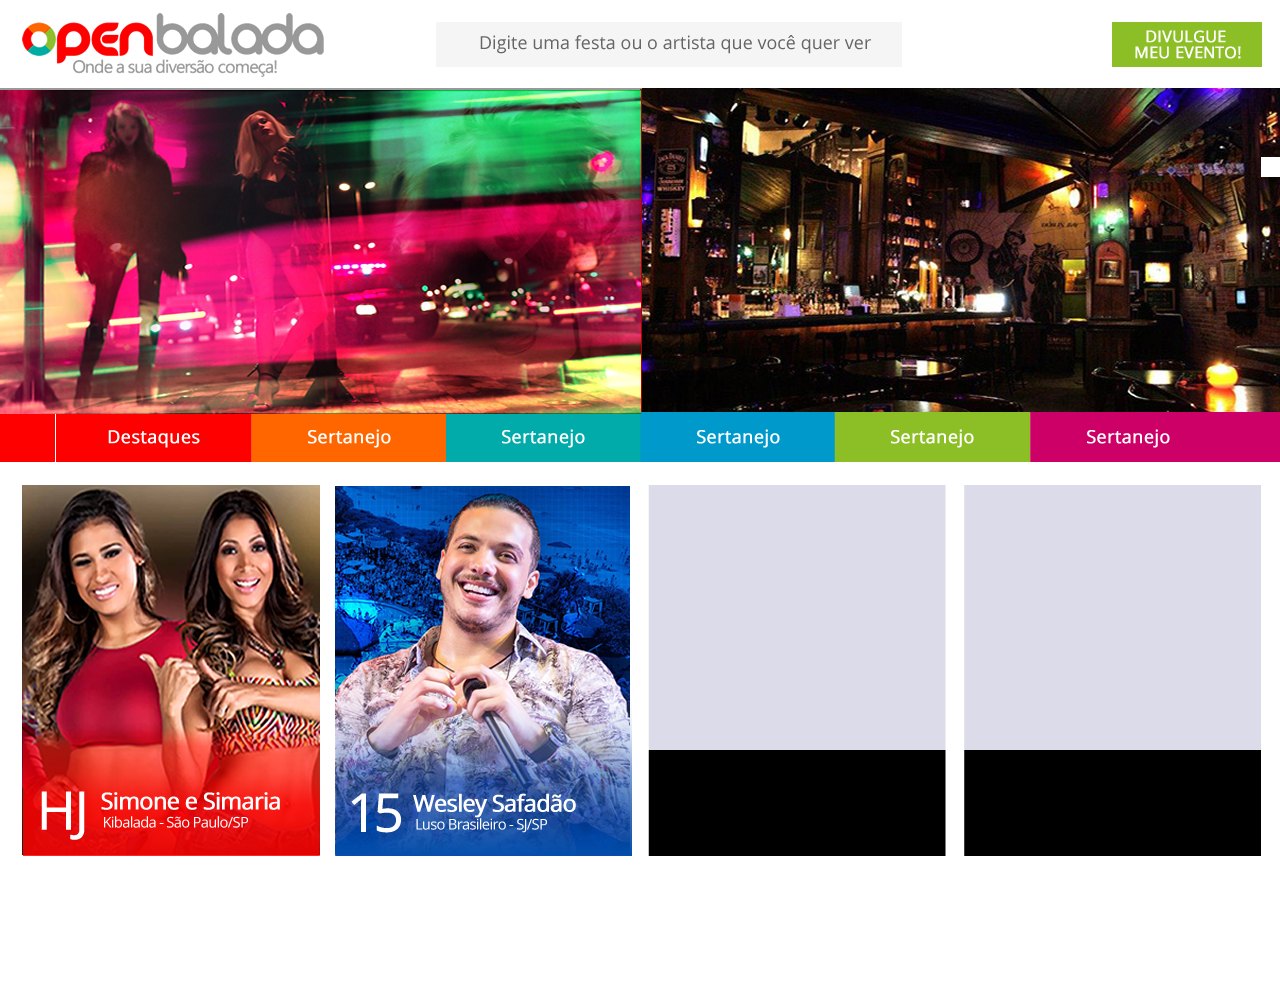 openbalada
Onde a sua diversão começa!
Digite uma festa ou o artista que você quer ver
DIVULGUE
MEU EVENTO!
Destaques
Sertanejo
Sertanejo
Sertanejo
Sertanejo
Sertanejo
HJ
Simone e Simaria
Kibalada - São Paulo/SP
15
Wesley Safadão
Luso Brasileiro - SJ/SP